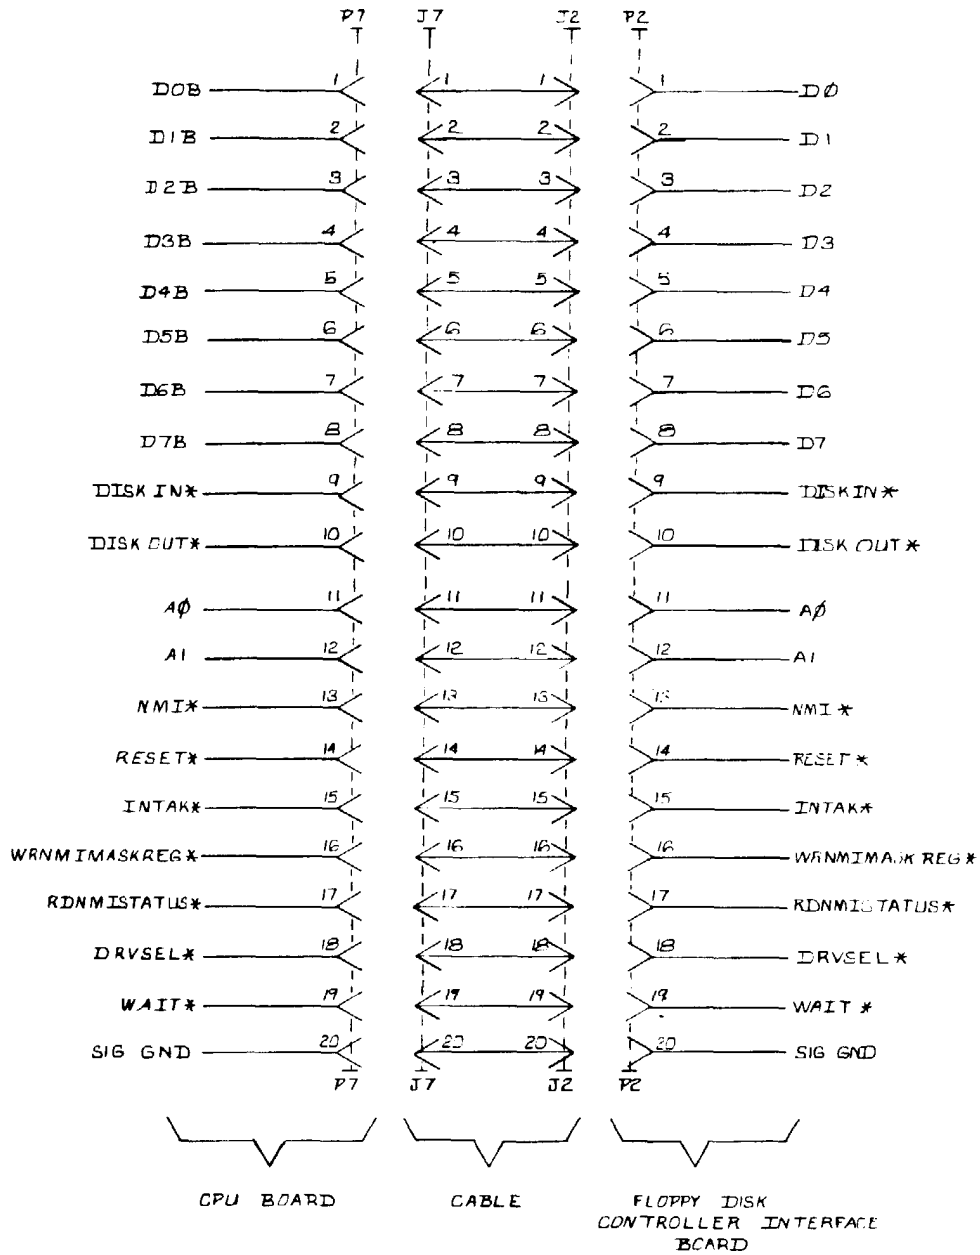 P7 J7 J2 P2
D0B 1 1 1 1 DØ
D1B 2 2 2 2 D1
D2B 3 3 3 3 D2
D3B 4 4 4 4 D3
D4B 5 5 5 5 D4
D5B 6 6 6 6 D5
D6B 7 7 7 7 D6
D7B 8 8 8 8 D7
DISK IN* 9 9 9 9 DISK IN*
DISK OUT* 10 10 10 10 DISK OUT*
AØ 11 11 11 11 AØ
A1 12 12 12 12 A1
NMI* 13 13 13 13 NMI*
RESET* 14 14 14 14 RESET*
INTAK* 15 15 15 15 INTAK*
WRNMIMASKREG* 16 16 16 16 WRNMIMASKREG*
RDNMISTATUS* 17 17 17 17 RDNMISTATUS*
DRVSEL* 18 18 18 18 DRVSEL*
WAIT* 19 19 19 19 WAIT*
SIG GND 20 20 20 20 SIG GND
P7 J7 J2 P2
CPU BOARD CABLE FLOPPY DISK
CONTROLLER INTERFACE
BOARD